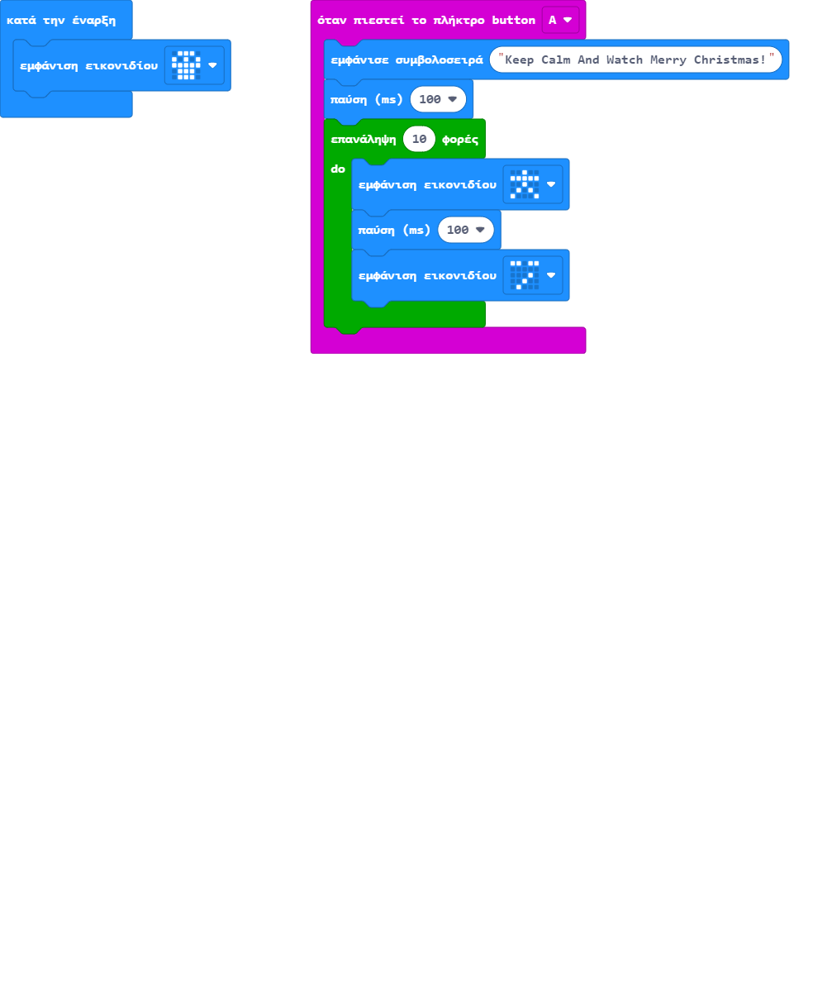 κατά την έναρξη
εμφάνιση εικονιδίου
όταν πιεστεί το πλήκτρο button A
εμφάνισε συμβολοσειρά "Keep Calm And Watch Merry Christmas!"
παύση (ms) 100
επανάληψη 10 φορές
do
εμφάνιση εικονιδίου
παύση (ms) 100
εμφάνιση εικονιδίου